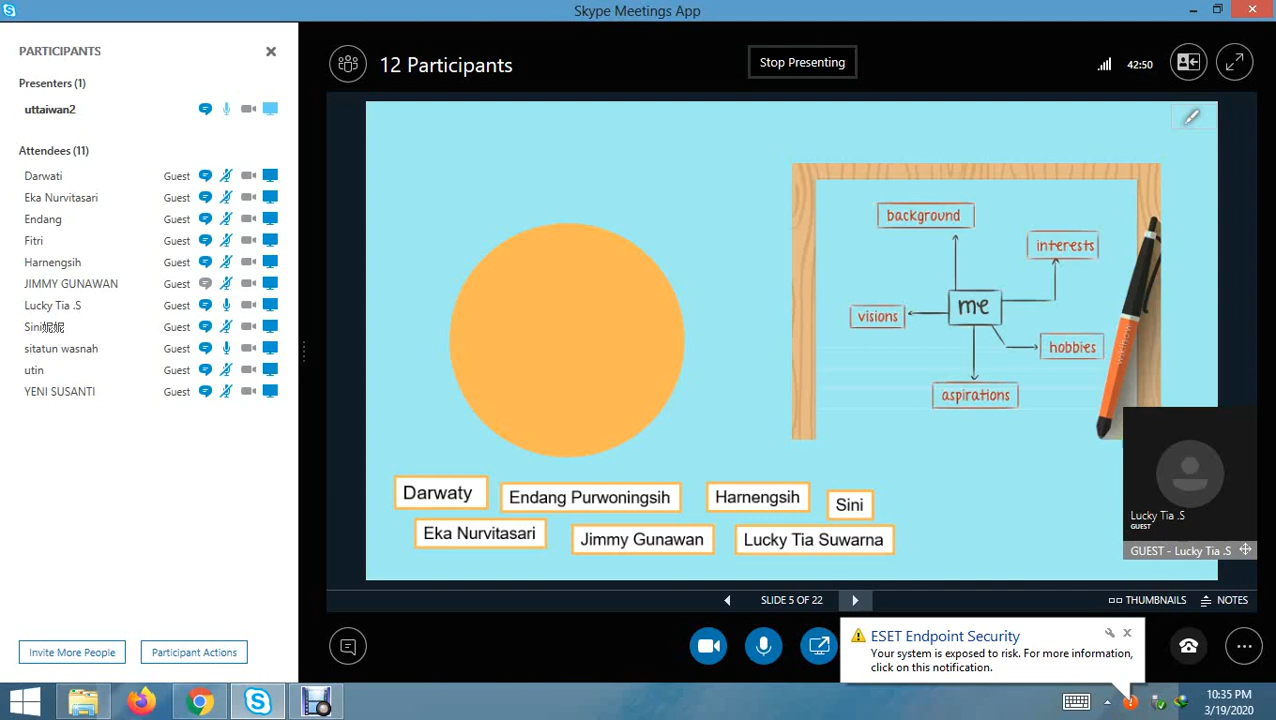 Skype Meetings App
PARTICIPANTS
Presenters (1)
uttaiwan2
Attendees (11)
Darwati Guest
Eka Nurvitasari Guest
Endang Guest
Fitri Guest
Harnengsih Guest
JIMMY GUNAWAN Guest
Lucky Tia .S Guest
Sini妮妮 Guest
sitatun wasnah Guest
utin Guest
YENI SUSANTI Guest
Invite More People
Participant Actions
12 Participants
Stop Presenting
42:50
background
interests
me
visions
hobbies
aspirations
WIKIHOW
Darwaty
Endang Purwoningsih
Harnengsih
Sini
Eka Nurvitasari
Jimmy Gunawan
Lucky Tia Suwarna
Lucky Tia .S
GUEST
GUEST - Lucky Tia .S
SLIDE 5 OF 22
THUMBNAILS
NOTES
ESET Endpoint Security
Your system is exposed to risk. For more information,
click on this notification.
10:35 PM
3/19/2020